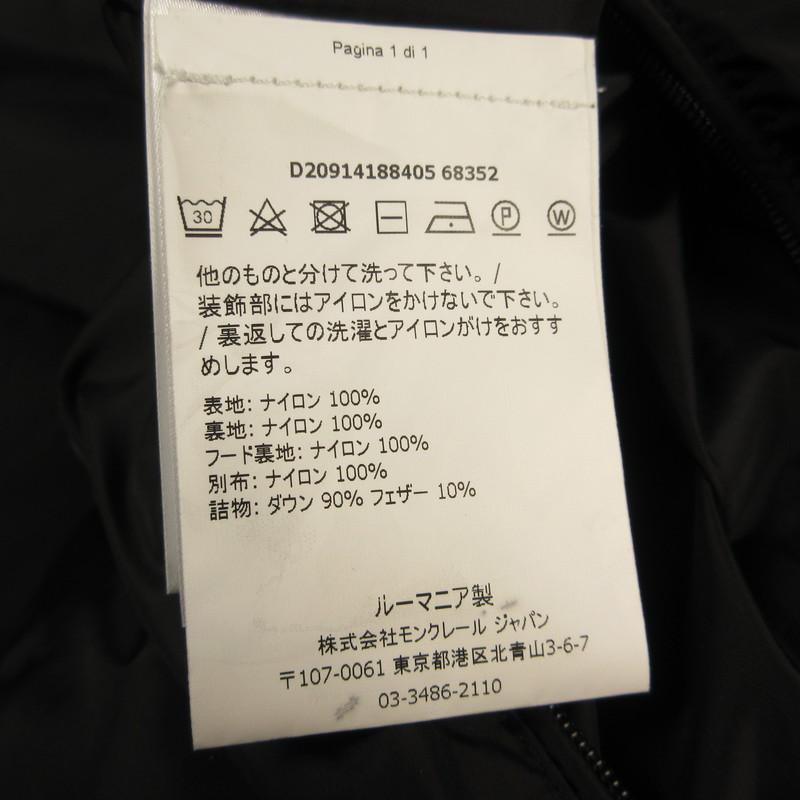 Pagina 1 di 1
D20914188405 68352
30 P W
他のものと分けて洗って下さい。/
装飾部にはアイロンをかけないで下さい。
/ 裏返しての洗濯とアイロンがけをおすす
めします。
表地: ナイロン 100%
裏地: ナイロン 100%
フード裏地: ナイロン 100%
別布: ナイロン 100%
詰物: ダウン 90% フェザー 10%
ルーマニア製
株式会社モンクレール ジャパン
〒107-0061 東京都港区北青山3-6-7
03-3486-2110